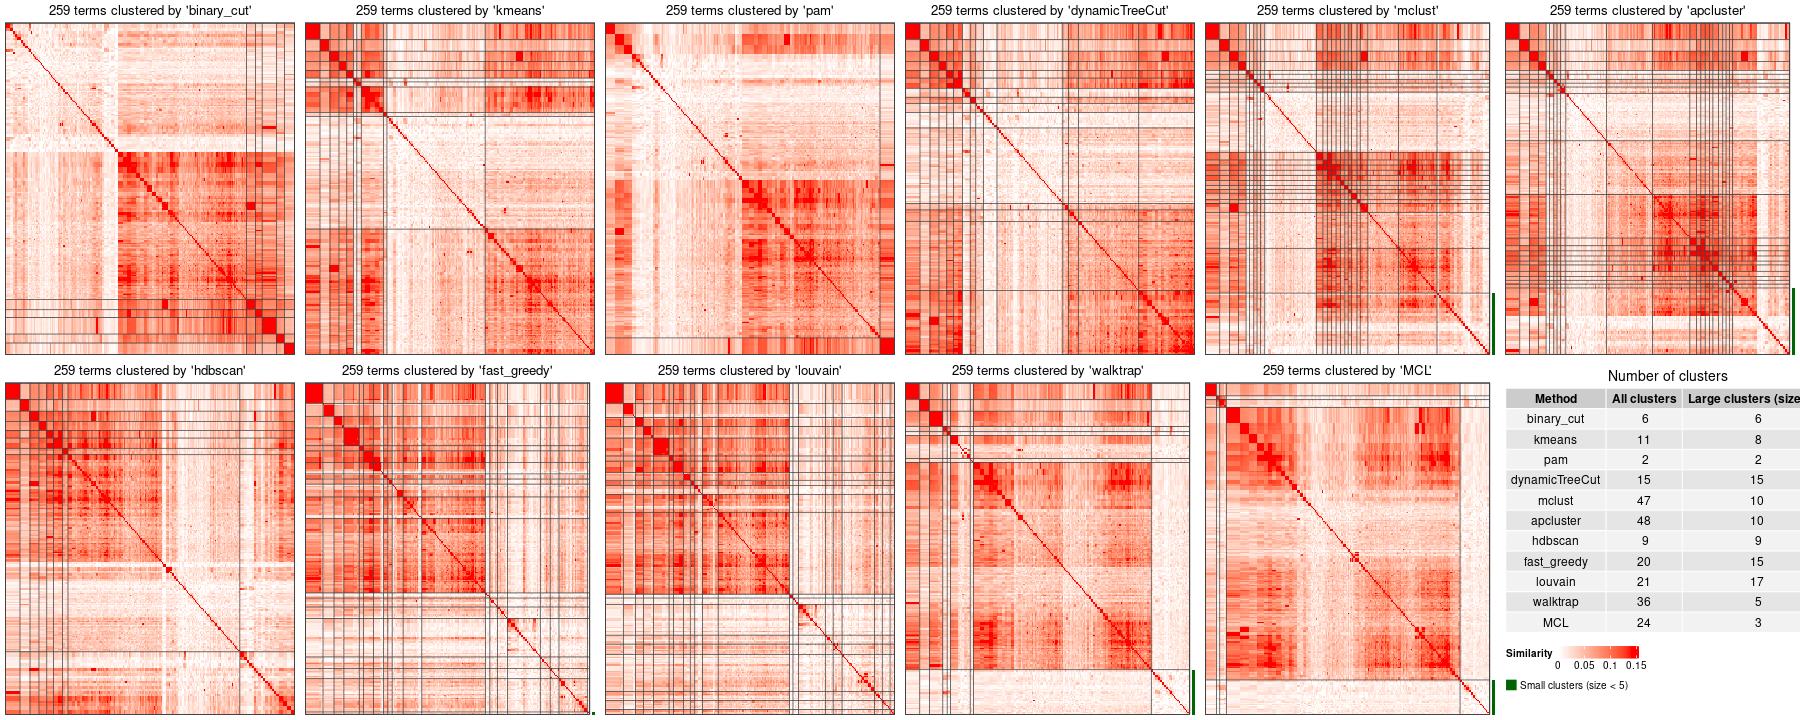 259 terms clustered by 'binary_cut'
259 terms clustered by 'kmeans'
259 terms clustered by 'pam'
259 terms clustered by 'dynamicTreeCut'
259 terms clustered by 'mclust'
259 terms clustered by 'apcluster'
259 terms clustered by 'hdbscan'
259 terms clustered by 'fast_greedy'
259 terms clustered by 'louvain'
259 terms clustered by 'walktrap'
259 terms clustered by 'MCL'
Number of clusters
Method All clusters Large clusters (size
binary_cut 6 6
kmeans 11 8
pam 2 2
dynamicTreeCut 15 15
mclust 47 10
apcluster 48 10
hdbscan 9 9
fast_greedy 20 15
louvain 21 17
walktrap 36 5
MCL 24 3
Similarity
0 0.05 0.1 0.15
Small clusters (size < 5)